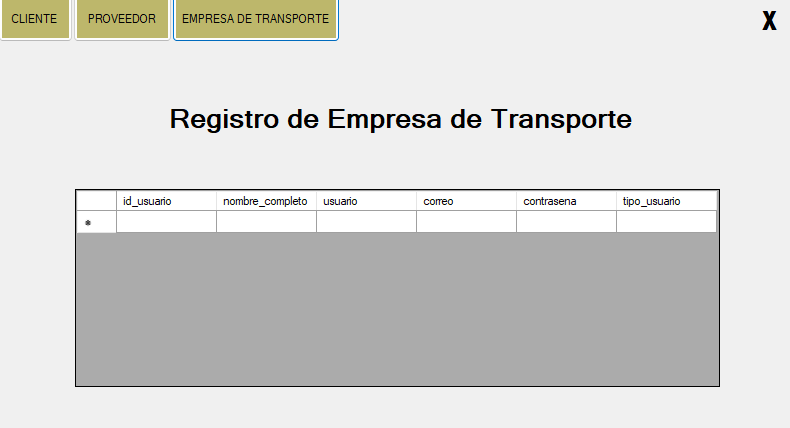 CLIENTE PROVEEDOR EMPRESA DE TRANSPORTE X
Registro de Empresa de Transporte
id_usuario nombre_completo usuario correo contrasena tipo_usuario
*